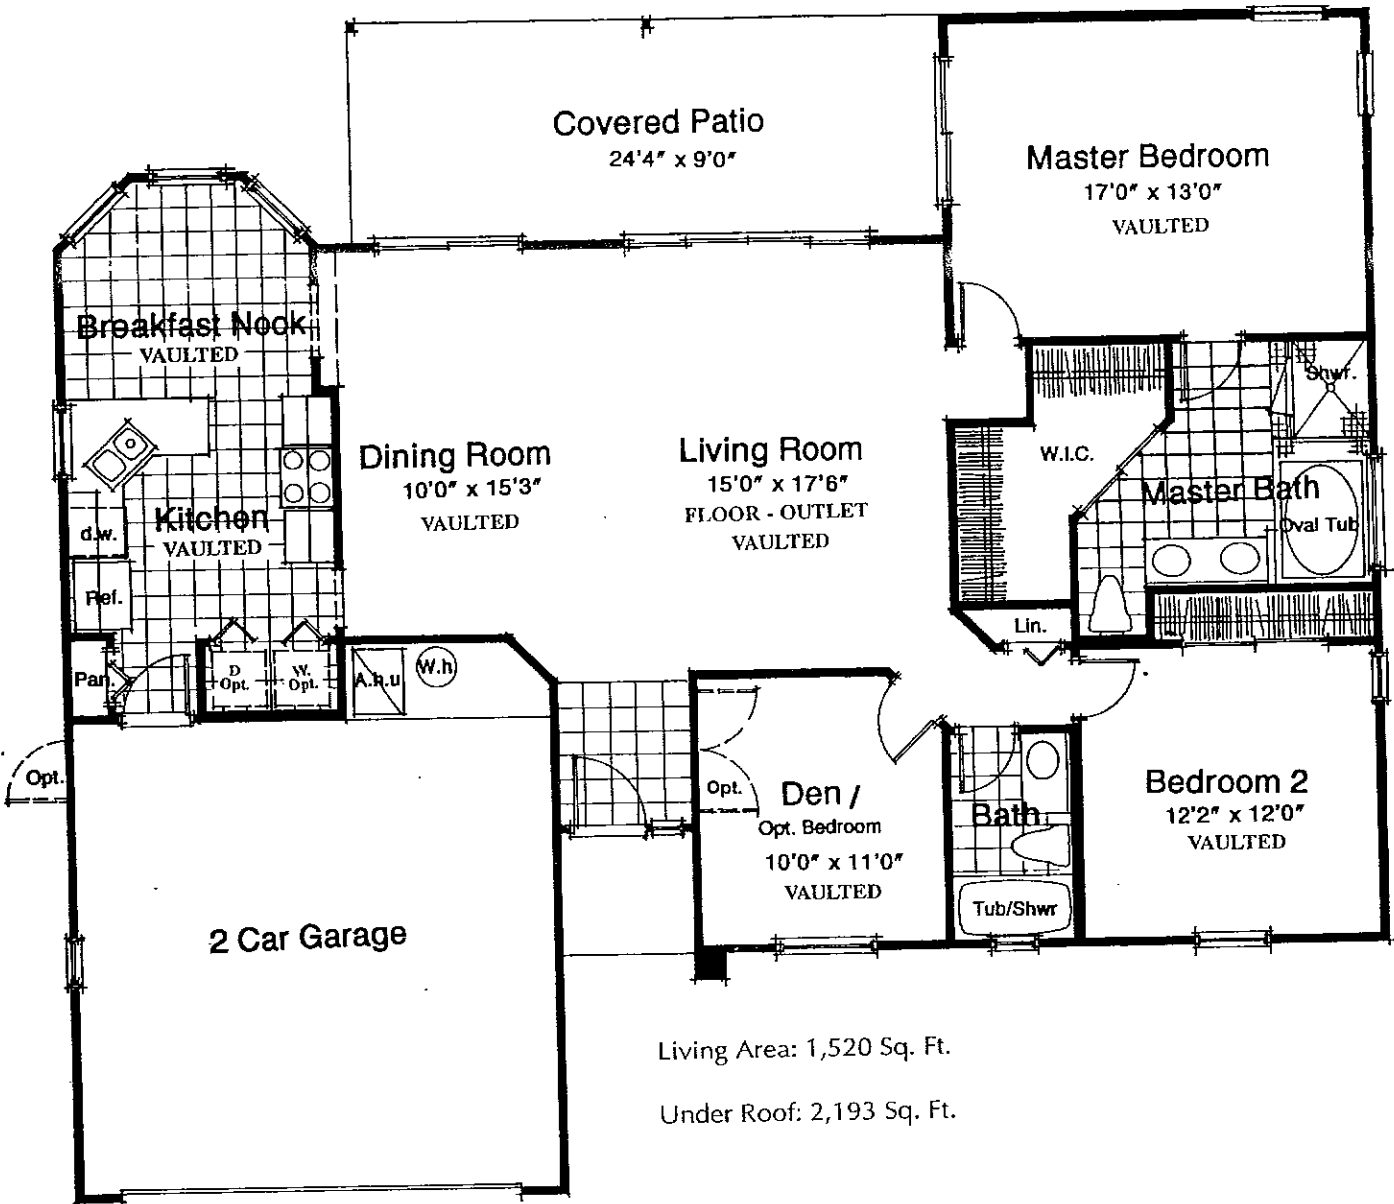 Covered Patio
24'4" x 9'0"
Master Bedroom
17'0" x 13'0"
VAULTED
Breakfast Nook
VAULTED
Shwr.
Dining Room
10'0" x 15'3"
VAULTED
Living Room
15'0" x 17'6"
FLOOR - OUTLET
VAULTED
W.I.C.
Master Bath
Oval Tub
Kitchen
VAULTED
d.w.
Ref.
Lin.
Pan.
D
Opt.
W.
Opt.
A.h.u
W.h
Opt.
Opt.
Den /
Opt. Bedroom
10'0" x 11'0"
VAULTED
Bath
Tub/Shwr
Bedroom 2
12'2" x 12'0"
VAULTED
2 Car Garage
Living Area: 1,520 Sq. Ft.
Under Roof: 2,193 Sq. Ft.